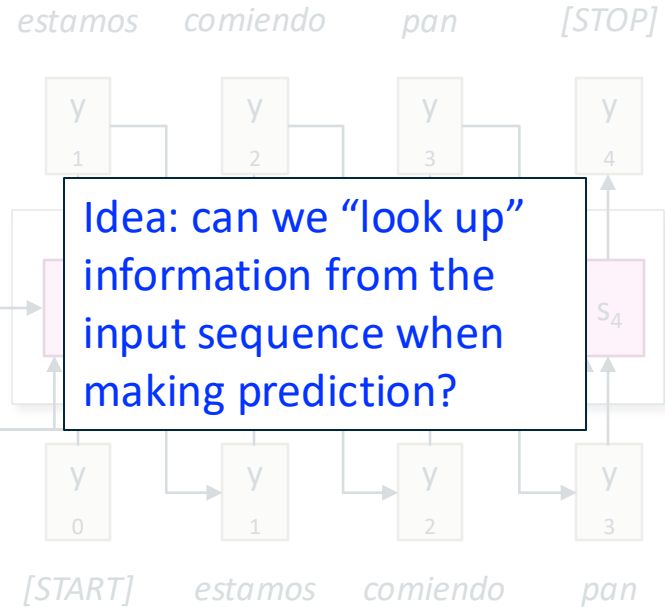 estamos comiendo pan [STOP]
y y y y
1 2 3 4
Idea: can we “look up”
information from the
input sequence when
making prediction?
s₄
y y y y
0 1 2 3
[START] estamos comiendo pan